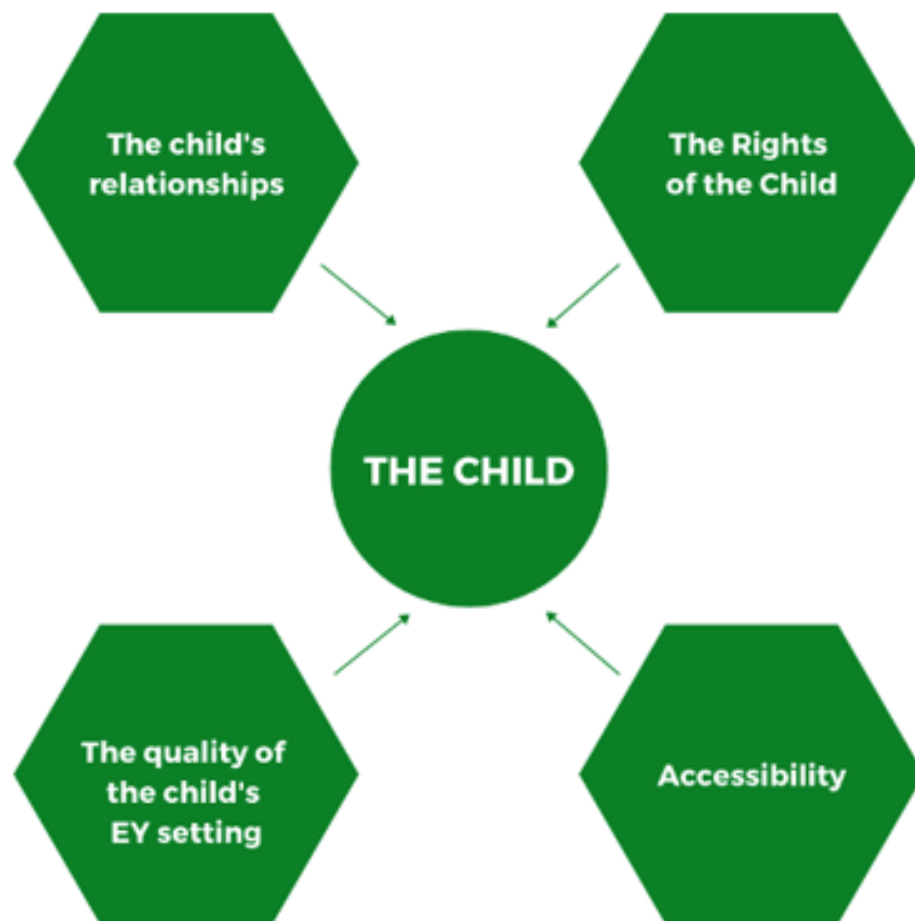 The child's
relationships
The Rights
of the Child
THE CHILD
The quality of
the child's
EY setting
Accessibility